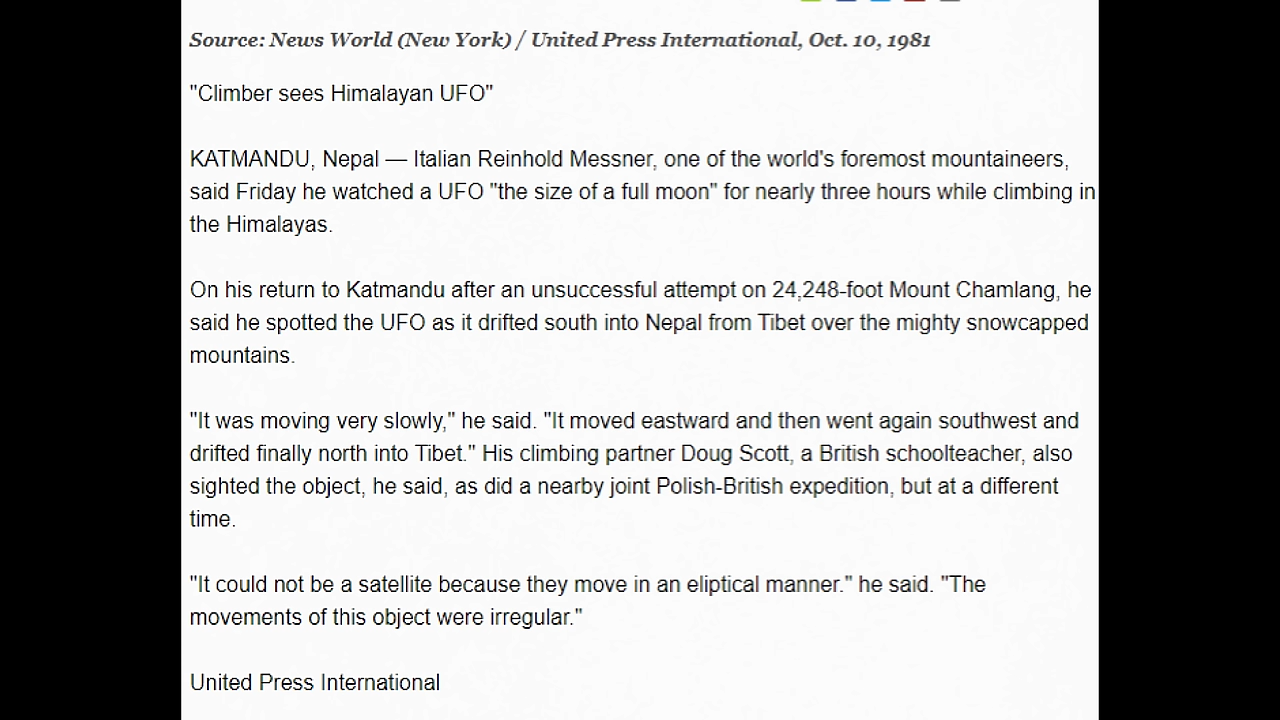 Source: News World (New York) / United Press International, Oct. 10, 1981
"Climber sees Himalayan UFO"
KATMANDU, Nepal — Italian Reinhold Messner, one of the world's foremost mountaineers,
said Friday he watched a UFO "the size of a full moon" for nearly three hours while climbing in
the Himalayas.
On his return to Katmandu after an unsuccessful attempt on 24,248-foot Mount Chamlang, he
said he spotted the UFO as it drifted south into Nepal from Tibet over the mighty snowcapped
mountains.
"It was moving very slowly," he said. "It moved eastward and then went again southwest and
drifted finally north into Tibet." His climbing partner Doug Scott, a British schoolteacher, also
sighted the object, he said, as did a nearby joint Polish-British expedition, but at a different
time.
"It could not be a satellite because they move in an eliptical manner." he said. "The
movements of this object were irregular."
United Press International